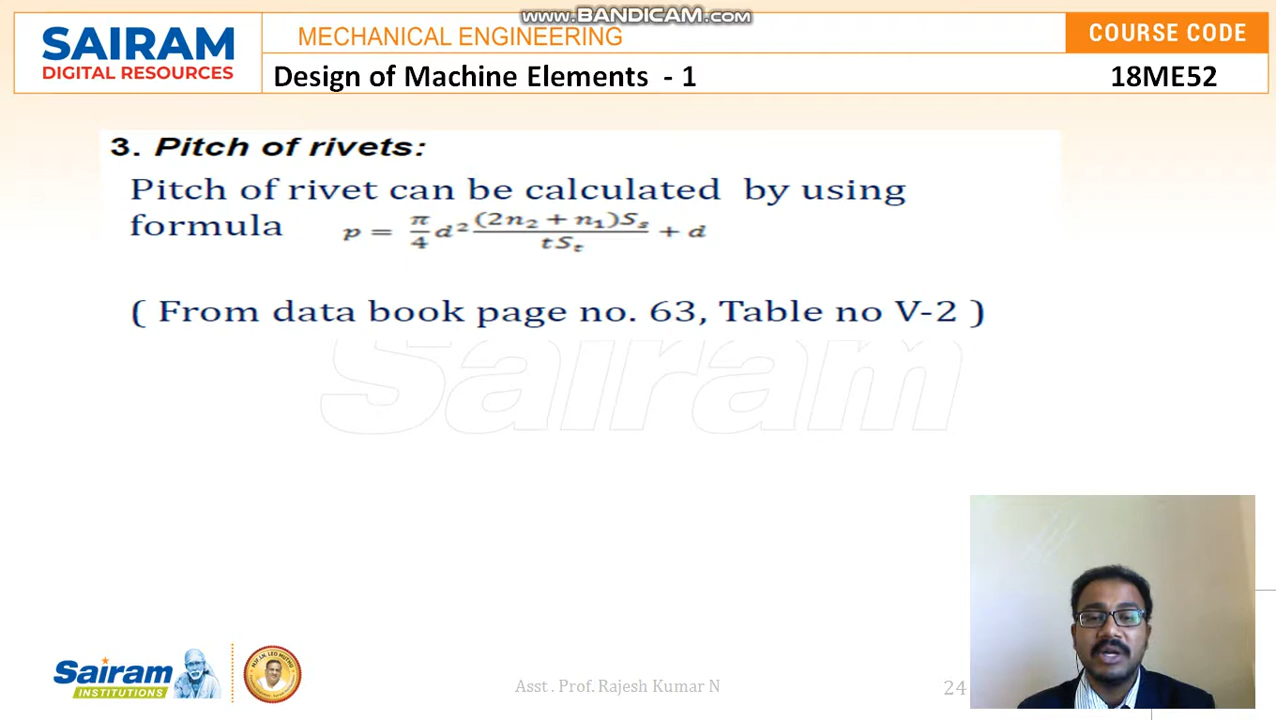 www.BANDICAM.com
SAIRAM
DIGITAL RESOURCES
MECHANICAL ENGINEERING
COURSE CODE
Design of Machine Elements - 1
18ME52
3. Pitch of rivets:
Pitch of rivet can be calculated by using
formula p = π/4 d² (2n₂ + n₁)Sₛ / tSₜ + d
( From data book page no. 63, Table no V-2 )
Sairam
Sairam
INSTITUTIONS
Asst . Prof. Rajesh Kumar N
24